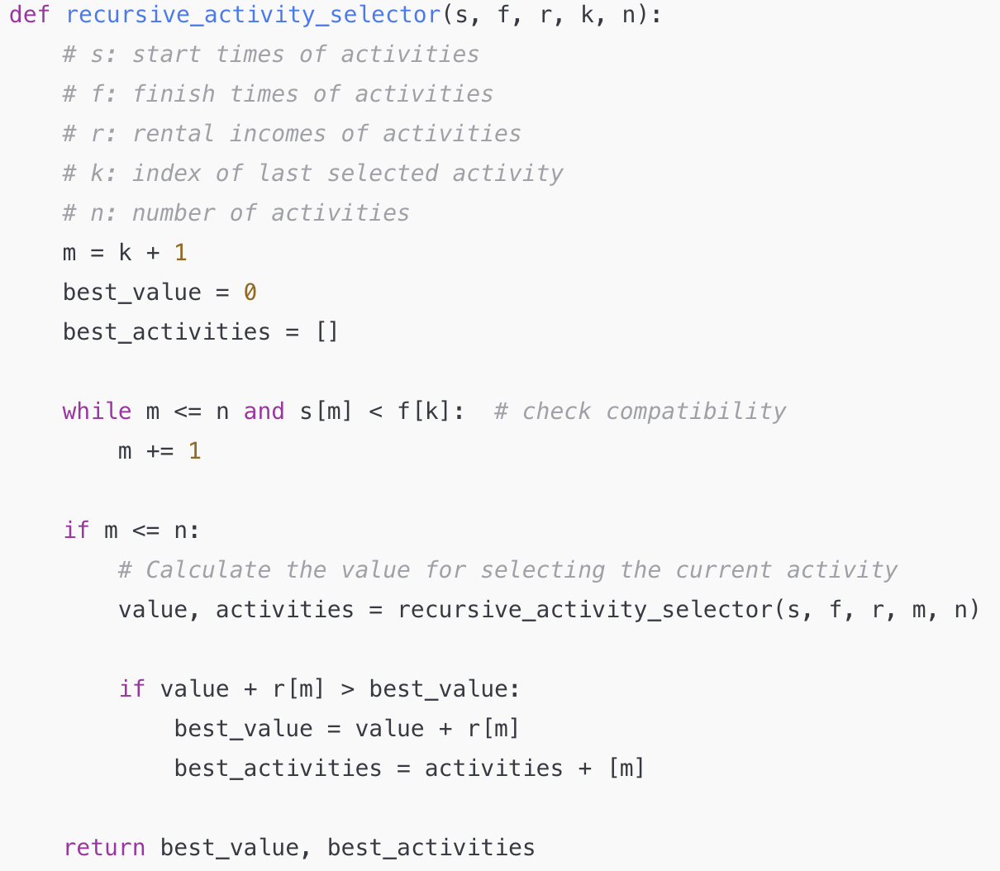 def recursive_activity_selector(s, f, r, k, n):
    # s: start times of activities
    # f: finish times of activities
    # r: rental incomes of activities
    # k: index of last selected activity
    # n: number of activities
    m = k + 1
    best_value = 0
    best_activities = []
    while m <= n and s[m] < f[k]:  # check compatibility
        m += 1
    if m <= n:
        # Calculate the value for selecting the current activity
        value, activities = recursive_activity_selector(s, f, r, m, n)
        if value + r[m] > best_value:
            best_value = value + r[m]
            best_activities = activities + [m]
    return best_value, best_activities